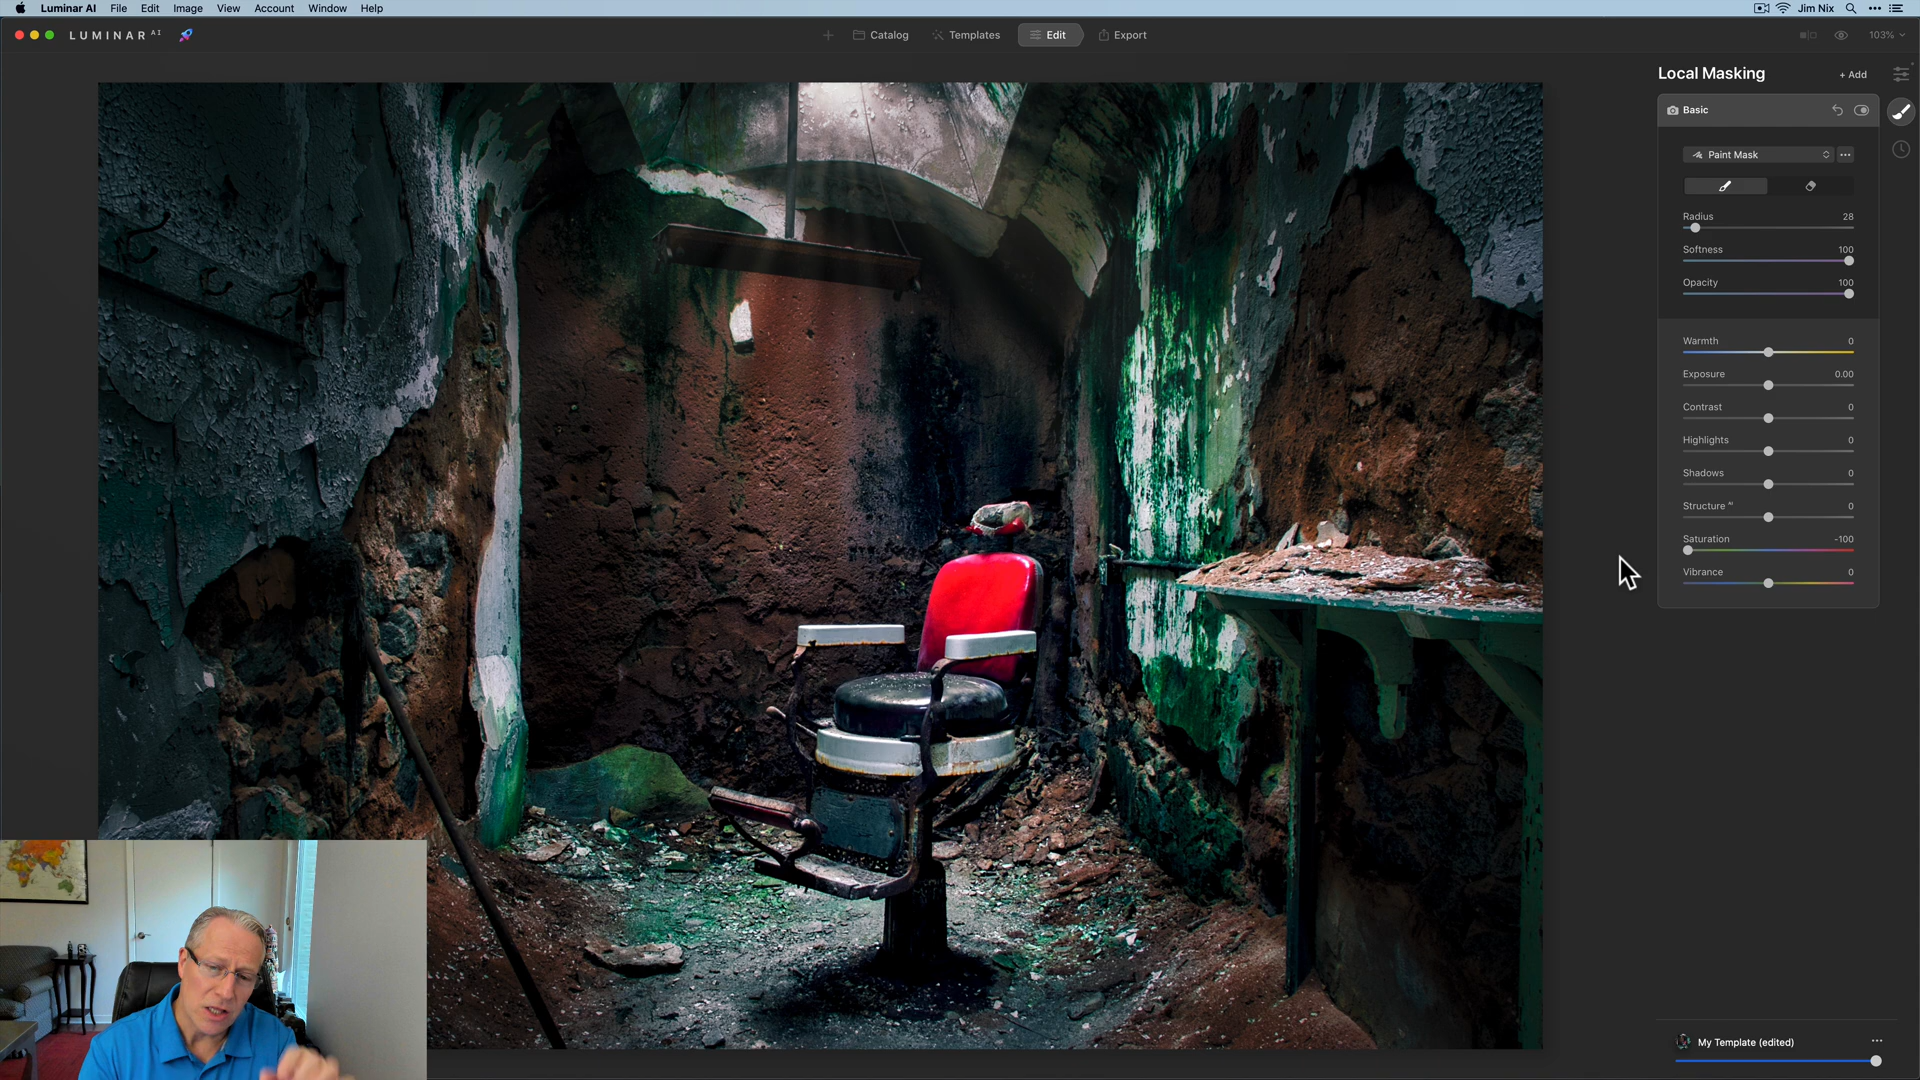 Luminar AI File Edit Image View Account Window Help Jim Nix
LUMINAR AI Catalog Templates Edit Export 103%
Local Masking + Add
Basic
Paint Mask
Radius 28
Softness 100
Opacity 100
Warmth 0
Exposure 0.00
Contrast 0
Highlights 0
Shadows 0
Structure AI 0
Saturation -100
Vibrance 0
My Template (edited)